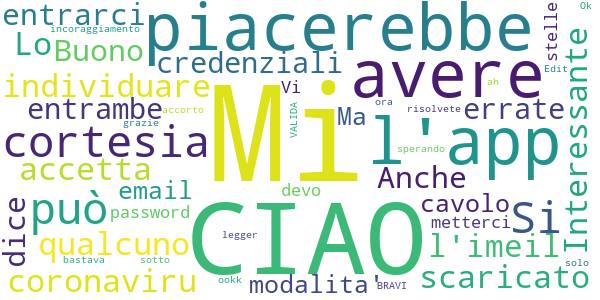 entrarci
incoraggiamento
piacerebbe
stelle
Ok
Lo
Buono
credenziali
Edit
individuare
Mi
avere
ah
Interessante
entrambe
accorto
Vi
VALIDA
Ma
ora
risolvete
errate
grazie
cortesia
l'app
sperando
accetta
Anche
email
devo
può
password
CIAO
cavolo
Si
dice
metterci
qualcuno
legger
l'imeil
bastava
sotto
solo
coronaviru
ookk
modalita'
BRAVI
scaricato